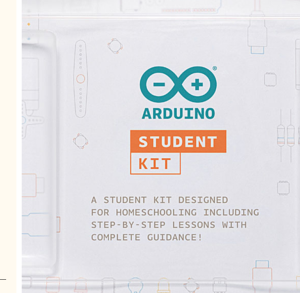 ARDUINO
STUDENT
KIT
A STUDENT KIT DESIGNED
FOR HOMESCHOOLING INCLUDING
STEP-BY-STEP LESSONS WITH
COMPLETE GUIDANCE!